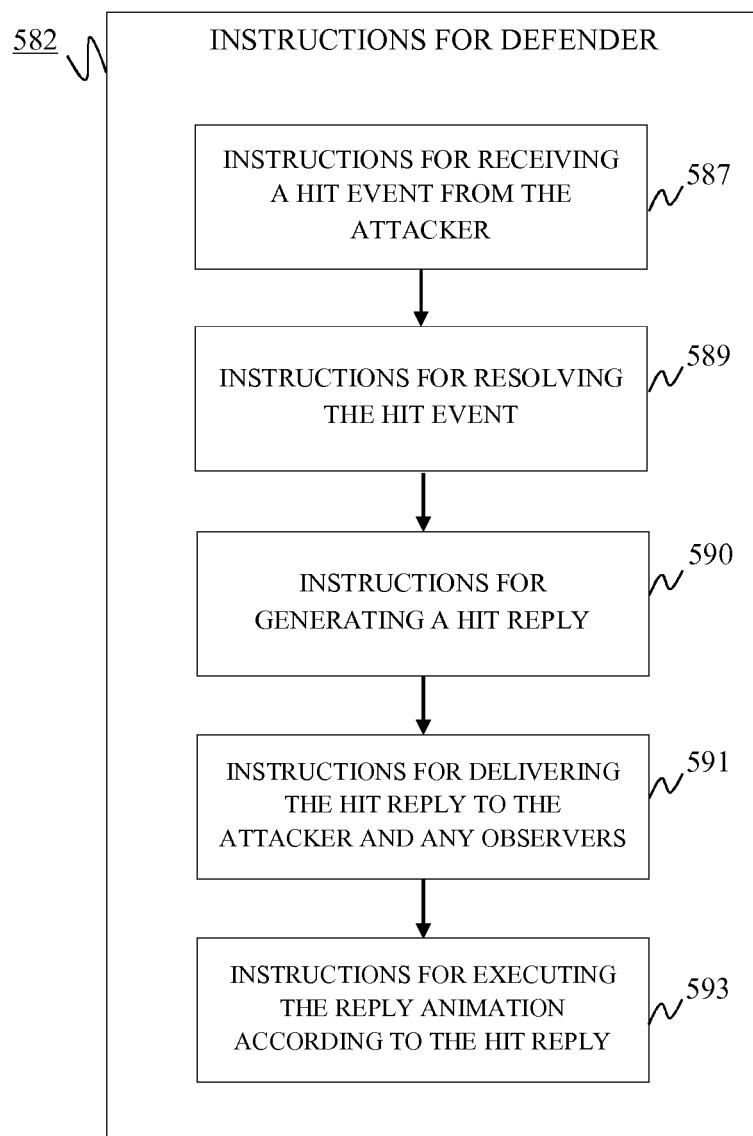 582
INSTRUCTIONS FOR DEFENDER
INSTRUCTIONS FOR RECEIVING
A HIT EVENT FROM THE
ATTACKER
587
INSTRUCTIONS FOR RESOLVING
THE HIT EVENT
589
INSTRUCTIONS FOR
GENERATING A HIT REPLY
590
INSTRUCTIONS FOR DELIVERING
THE HIT REPLY TO THE
ATTACKER AND ANY OBSERVERS
591
INSTRUCTIONS FOR EXECUTING
THE REPLY ANIMATION
ACCORDING TO THE HIT REPLY
593